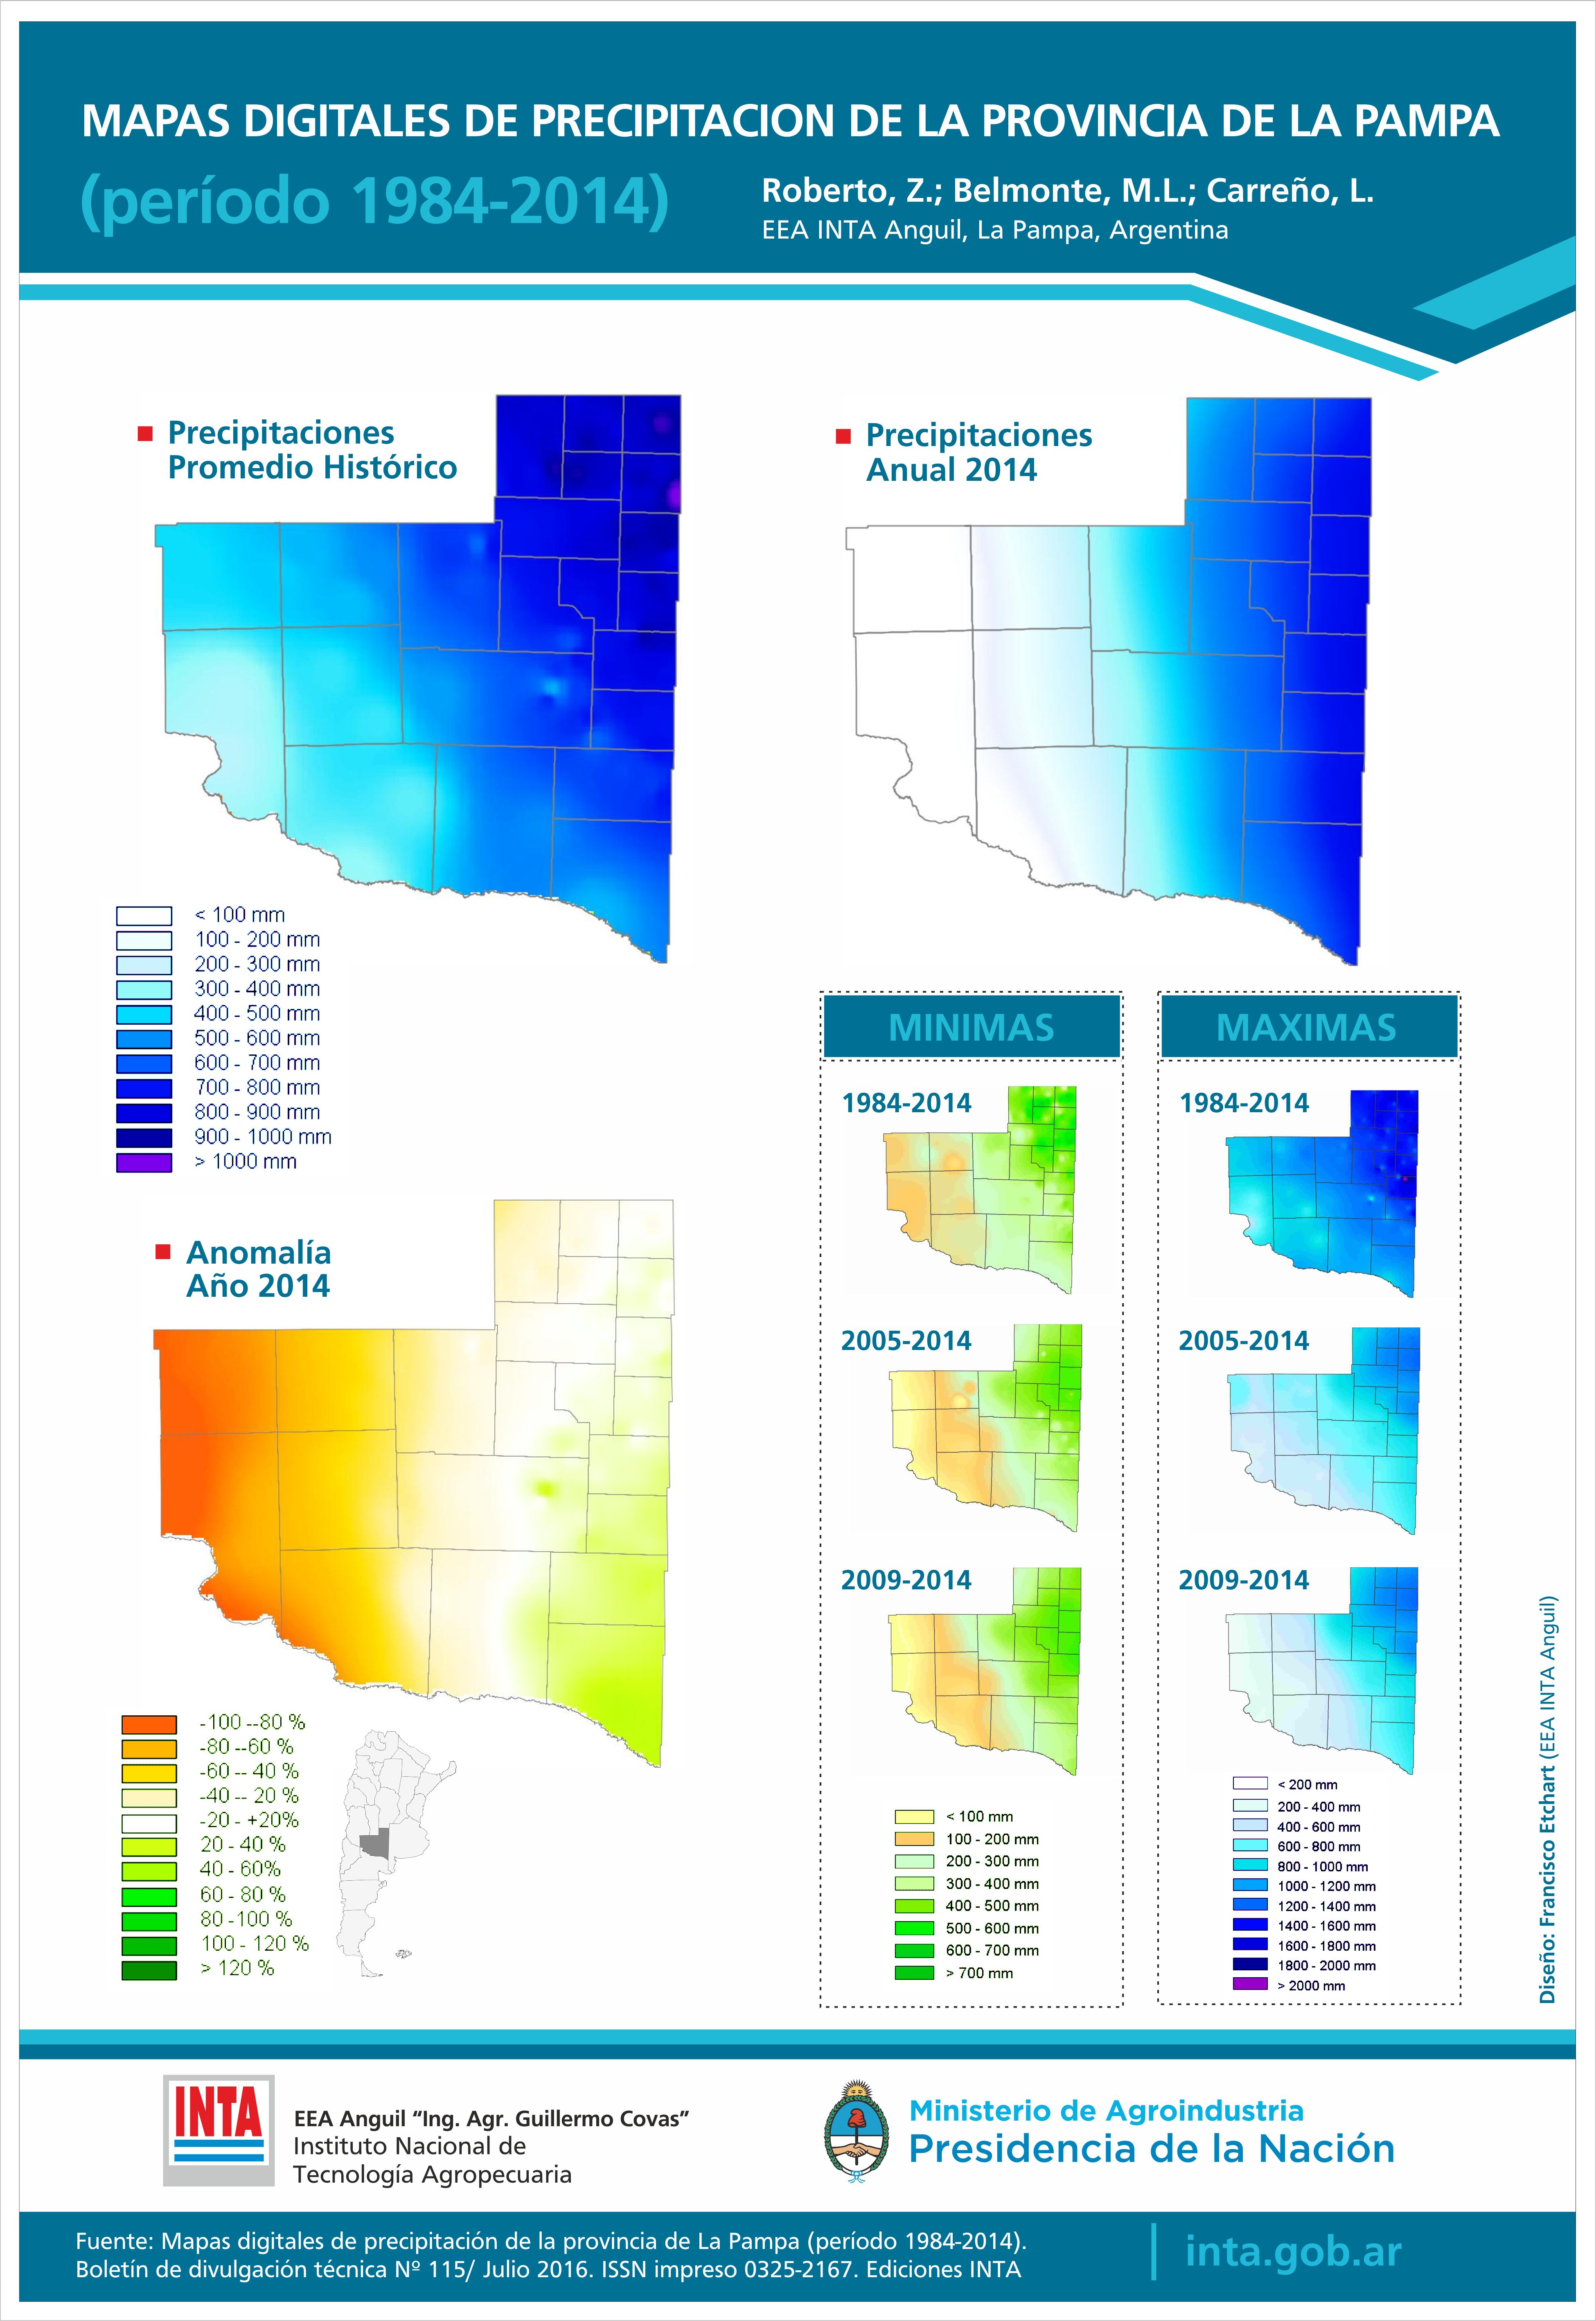 MAPAS DIGITALES DE PRECIPITACION DE LA PROVINCIA DE LA PAMPA
(período 1984-2014)
Roberto, Z.; Belmonte, M.L.; Carreño, L.
EEA INTA Anguil, La Pampa, Argentina
Precipitaciones
Promedio Histórico
< 100 mm
100 - 200 mm
200 - 300 mm
300 - 400 mm
400 - 500 mm
500 - 600 mm
600 - 700 mm
700 - 800 mm
800 - 900 mm
900 - 1000 mm
> 1000 mm
Precipitaciones
Anual 2014
Anomalía
Año 2014
-100 --80 %
-80 --60 %
-60 -- 40 %
-40 -- 20 %
-20 - +20%
20 - 40 %
40 - 60%
60 - 80 %
80 -100 %
100 - 120 %
> 120 %
MINIMAS
1984-2014
2005-2014
2009-2014
< 100 mm
100 - 200 mm
200 - 300 mm
300 - 400 mm
400 - 500 mm
500 - 600 mm
600 - 700 mm
> 700 mm
MAXIMAS
1984-2014
2005-2014
2009-2014
< 200 mm
200 - 400 mm
400 - 600 mm
600 - 800 mm
800 - 1000 mm
1000 - 1200 mm
1200 - 1400 mm
1400 - 1600 mm
1600 - 1800 mm
1800 - 2000 mm
> 2000 mm
Diseño: Francisco Etchart (EEA INTA Anguil)
INTA
EEA Anguil “Ing. Agr. Guillermo Covas”
Instituto Nacional de
Tecnología Agropecuaria
Ministerio de Agroindustria
Presidencia de la Nación
Fuente: Mapas digitales de precipitación de la provincia de La Pampa (período 1984-2014).
Boletín de divulgación técnica Nº 115/ Julio 2016. ISSN impreso 0325-2167. Ediciones INTA
inta.gob.ar